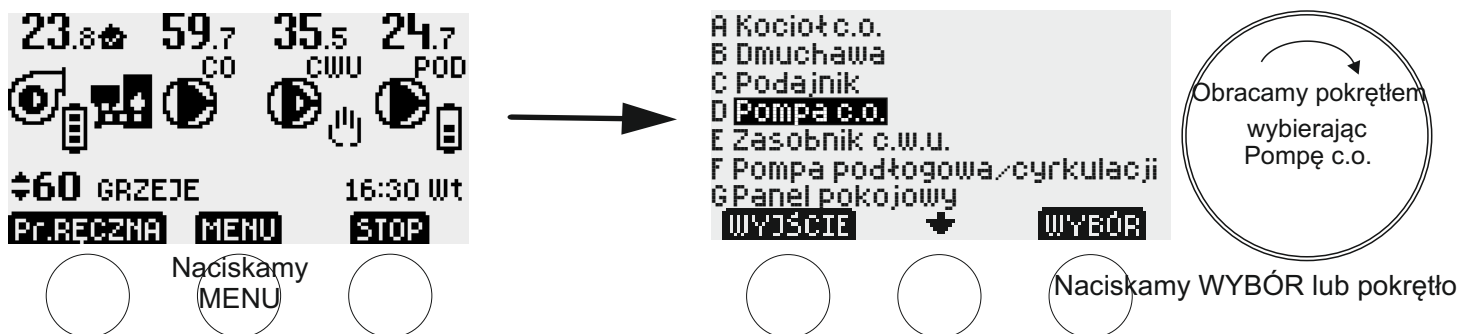 23.8 59.7 35.5 24.7
CO CWU POD
60 GRZEJE 16:30 Wt
Pr.RĘCZNA MENU STOP
Naciskamy
MENU
A Kocioł c.o.
B Dmuchawa
C Podajnik
D Pompa c.o.
E Zasobnik c.w.u.
F Pompa podłogowa/cyrkulacji
G Panel pokojowy
WYJŚCIE WYBÓR
Obracamy pokrętłem
wybierając
Pompę c.o.
Naciskamy WYBÓR lub pokrętło